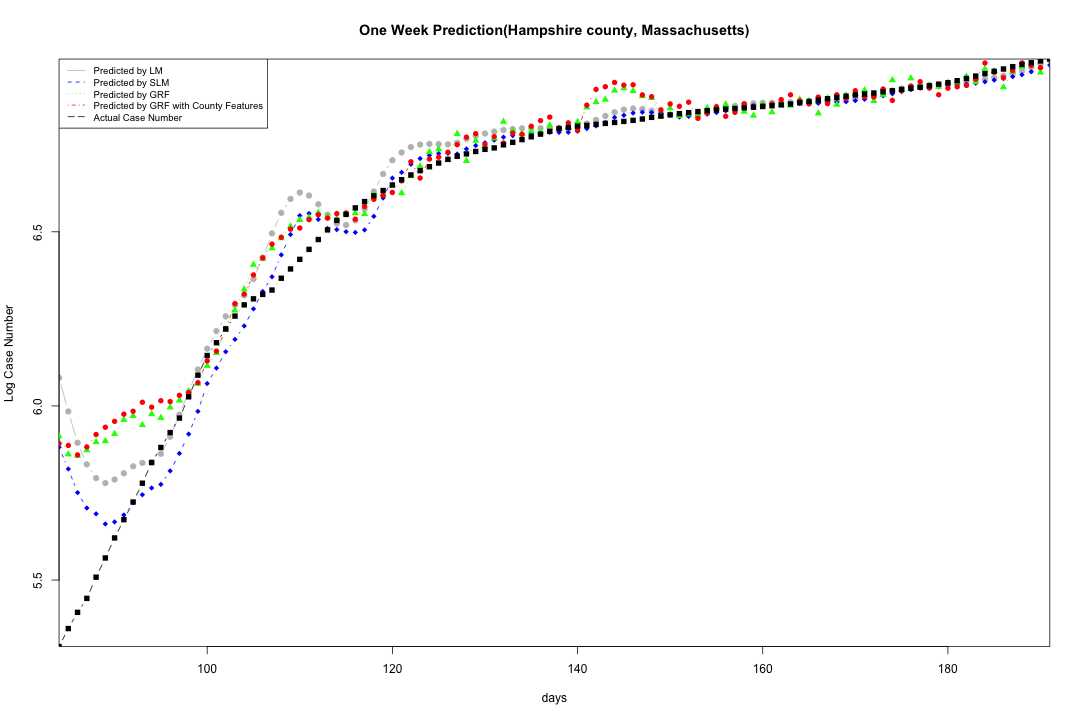 One Week Prediction(Hampshire county, Massachusetts)
Predicted by LM
Predicted by SLM
Predicted by GRF
Predicted by GRF with County Features
Actual Case Number
Log Case Number
6.5
6.0
5.5
100 120 140 160 180
days